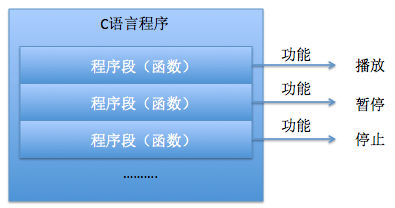 C语言程序
功能
程序段（函数） 播放
功能
程序段（函数） 暂停
功能
程序段（函数） 停止
……….